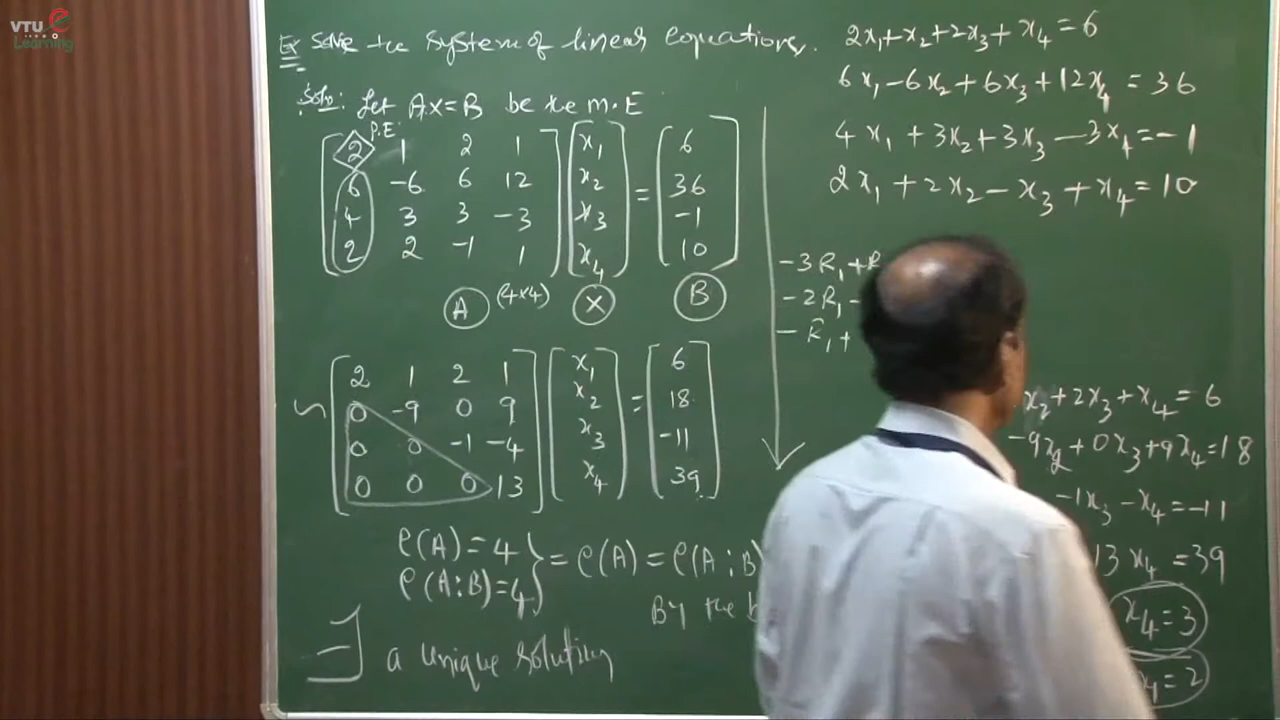 VTU e
Learning
Ex Solve the system of linear equations.
Soln: Let AX=B be the M.E
P.E
2 1 2 1 x1 6
6 -6 6 12 x2 = 36
4 3 3 -3 x3 -1
2 2 -1 1 x4 10
A (4x4) X B
~ 2 1 2 1 x1 6
0 -9 0 9 x2 = 18
0 0 -1 -4 x3 -11
0 0 0 13 x4 39
ρ(A)=4
ρ(A:B)=4 } = ρ(A) = ρ(A:B)
By the b
∃ a unique solution
2x1+x2+2x3+x4=6
6x1-6x2+6x3+12x4=36
4x1+3x2+3x3-3x4=-1
2x1+2x2-x3+x4=10
-3R1+R
-2R1
-R1+
x2+2x3+x4=6
-9x2+0x3+9x4=18
-1x3-x4=-11
13x4=39
x4=3
=2